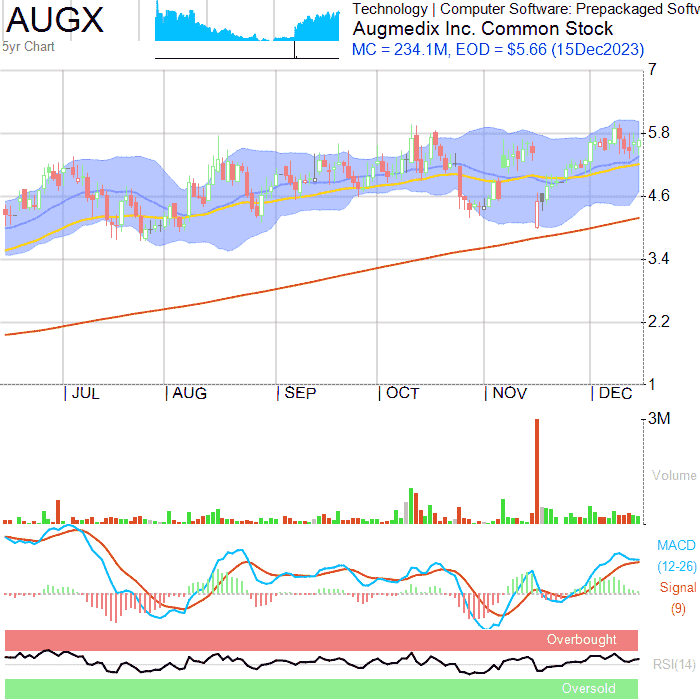 AUGX
5yr Chart
Technology | Computer Software: Prepackaged Softw
Augmedix Inc. Common Stock
MC = 234.1M, EOD = $5.66 (15Dec2023)
7
5.8
4.6
3.4
2.2
1
JUL AUG SEP OCT NOV DEC
3M
Volume
MACD
(12-26)
Signal
(9)
Overbought
RSI(14)
Oversold